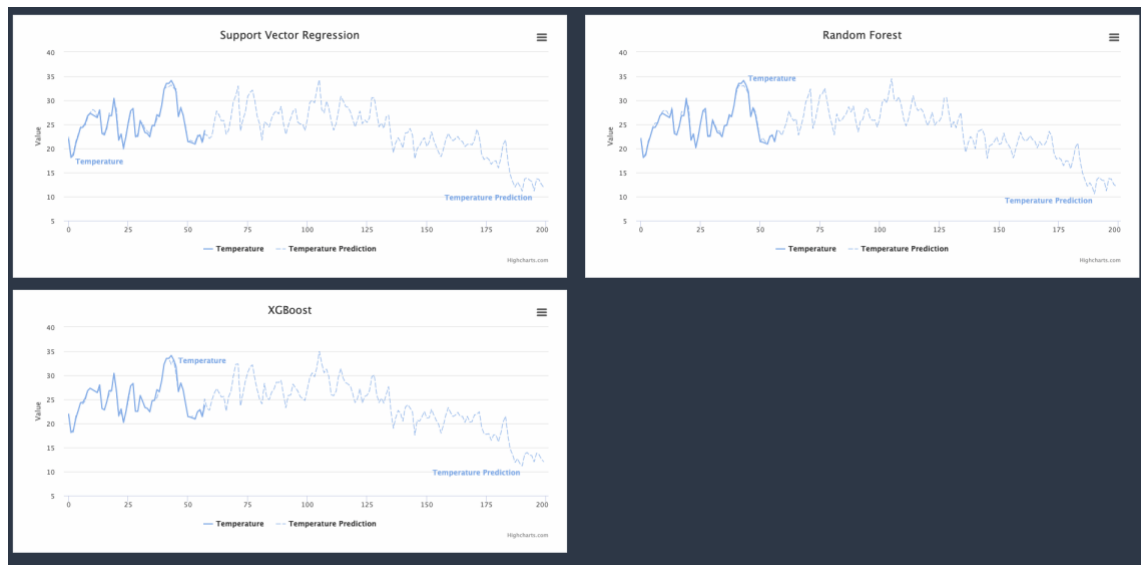 Support Vector Regression
40
35
30
25
20
15
10
5
Value
Temperature
Temperature Prediction
0 25 50 75 100 125 150 175 200
Temperature Temperature Prediction
Highcharts.com
Random Forest
40
35
30
25
20
15
10
5
Value
Temperature
Temperature Prediction
0 25 50 75 100 125 150 175 200
Temperature Temperature Prediction
Highcharts.com
XGBoost
40
35
30
25
20
15
10
5
Value
Temperature
Temperature Prediction
0 25 50 75 100 125 150 175 200
Temperature Temperature Prediction
Highcharts.com